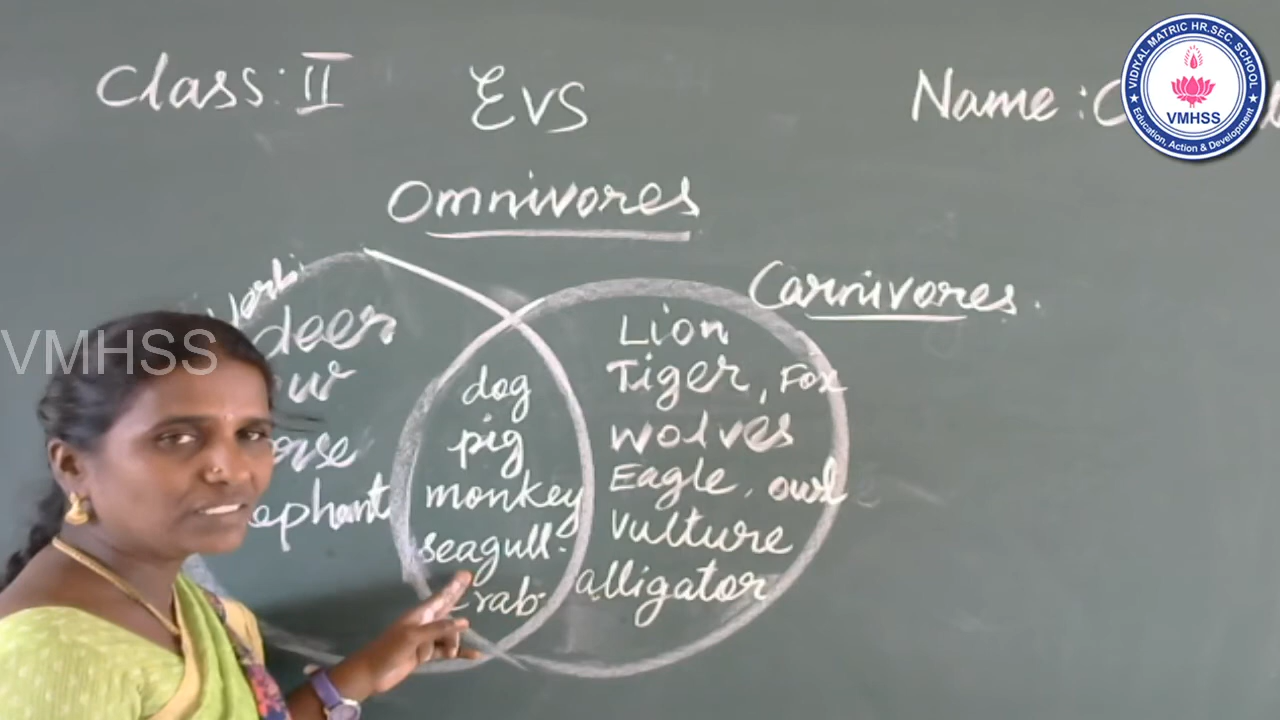 Class: II
EVS
Name:
VIDIYAL MATRIC HR.SEC. SCHOOL
VMHSS
Education, Action & Development
Omnivores
Carnivores.
VMHSS
deer
dog
pig
monkey
seagull.
Lion
Tiger, Fox
Wolves
Eagle, owl
Vulture
alligator